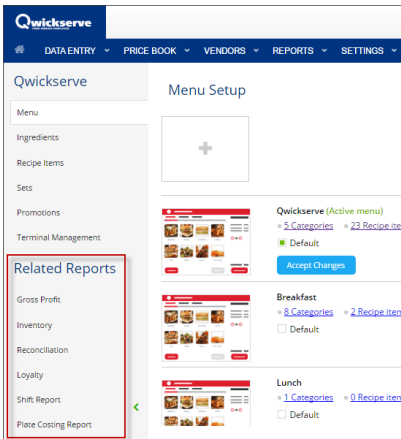 Qwickserve
DATA ENTRY PRICE BOOK VENDORS REPORTS SETTINGS
Qwickserve
Menu
Ingredients
Recipe Items
Sets
Promotions
Terminal Management
Related Reports
Gross Profit
Inventory
Reconciliation
Loyalty
Shift Report
Plate Costing Report
Menu Setup
Qwickserve (Active menu)
5 Categories 23 Recipe ite
Default
Accept Changes
Breakfast
8 Categories 2 Recipe item
Default
Lunch
1 Categories 0 Recipe item
Default